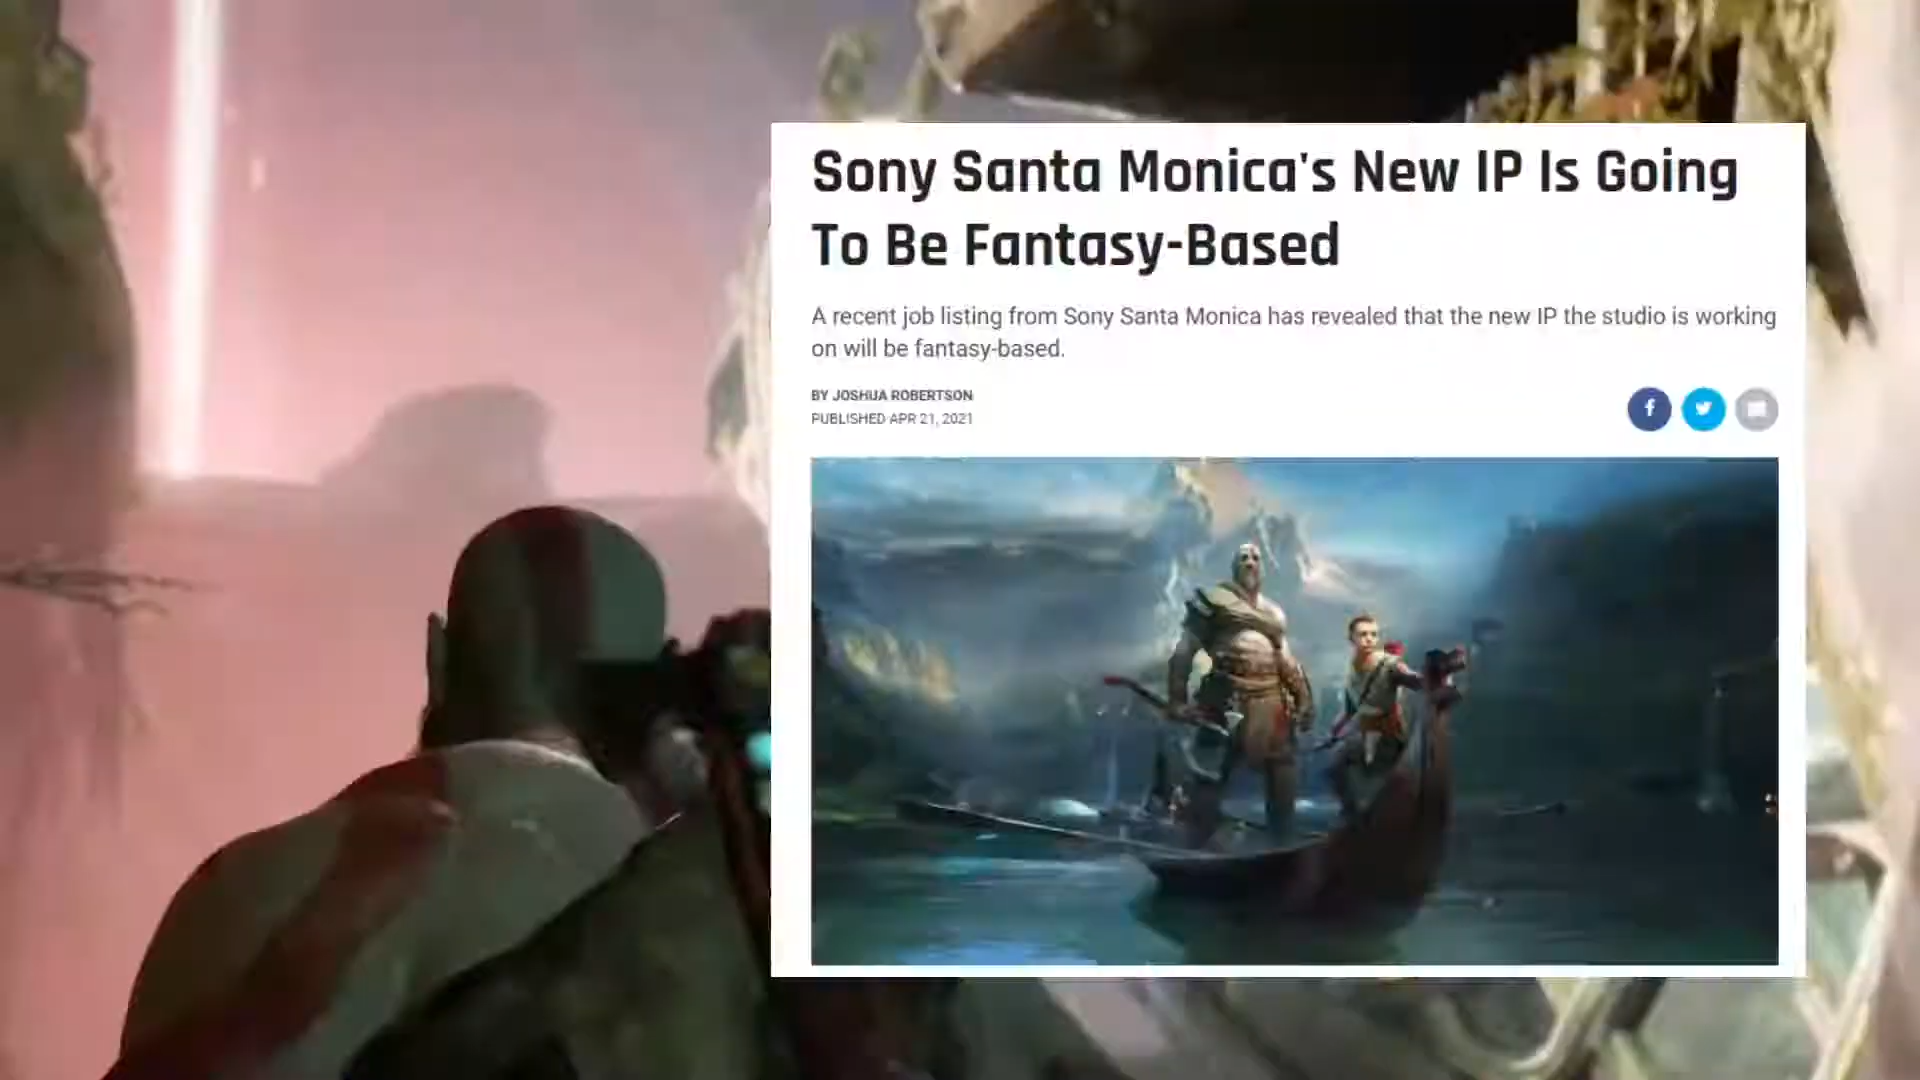 Sony Santa Monica's New IP Is Going
To Be Fantasy-Based
A recent job listing from Sony Santa Monica has revealed that the new IP the studio is working
on will be fantasy-based.
BY JOSHUA ROBERTSON
PUBLISHED APR 21, 2021